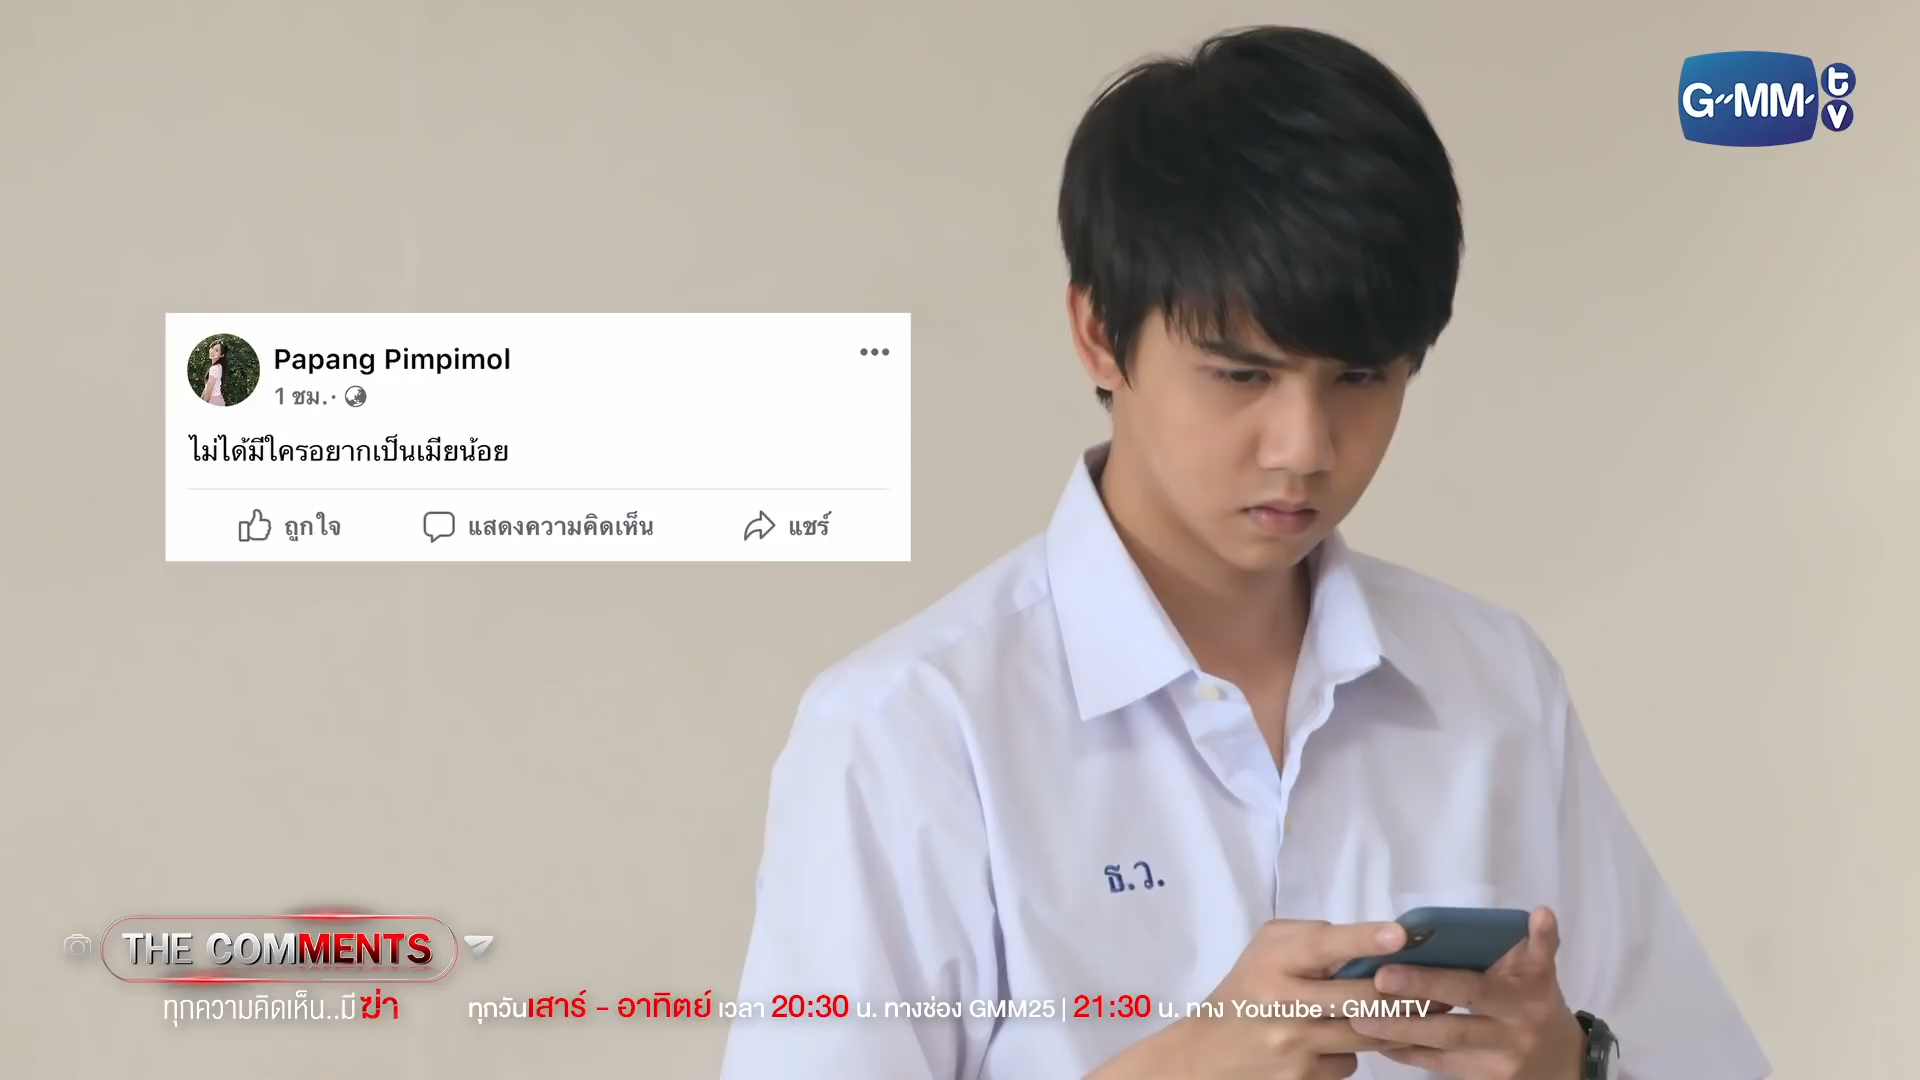 G-MM-tv
Papang Pimpimol
1 ชม. ·
ไม่ได้มีใครอยากเป็นเมียน้อย
ถูกใจ
แสดงความคิดเห็น
แชร์
ธ.ว.
THE COMMENTS
ทุกความคิดเห็น..มี ฆ่า
ทุกวันเสาร์ - อาทิตย์ เวลา 20:30 น. ทางช่อง GMM25 | 21:30 น. ทาง Youtube : GMMTV